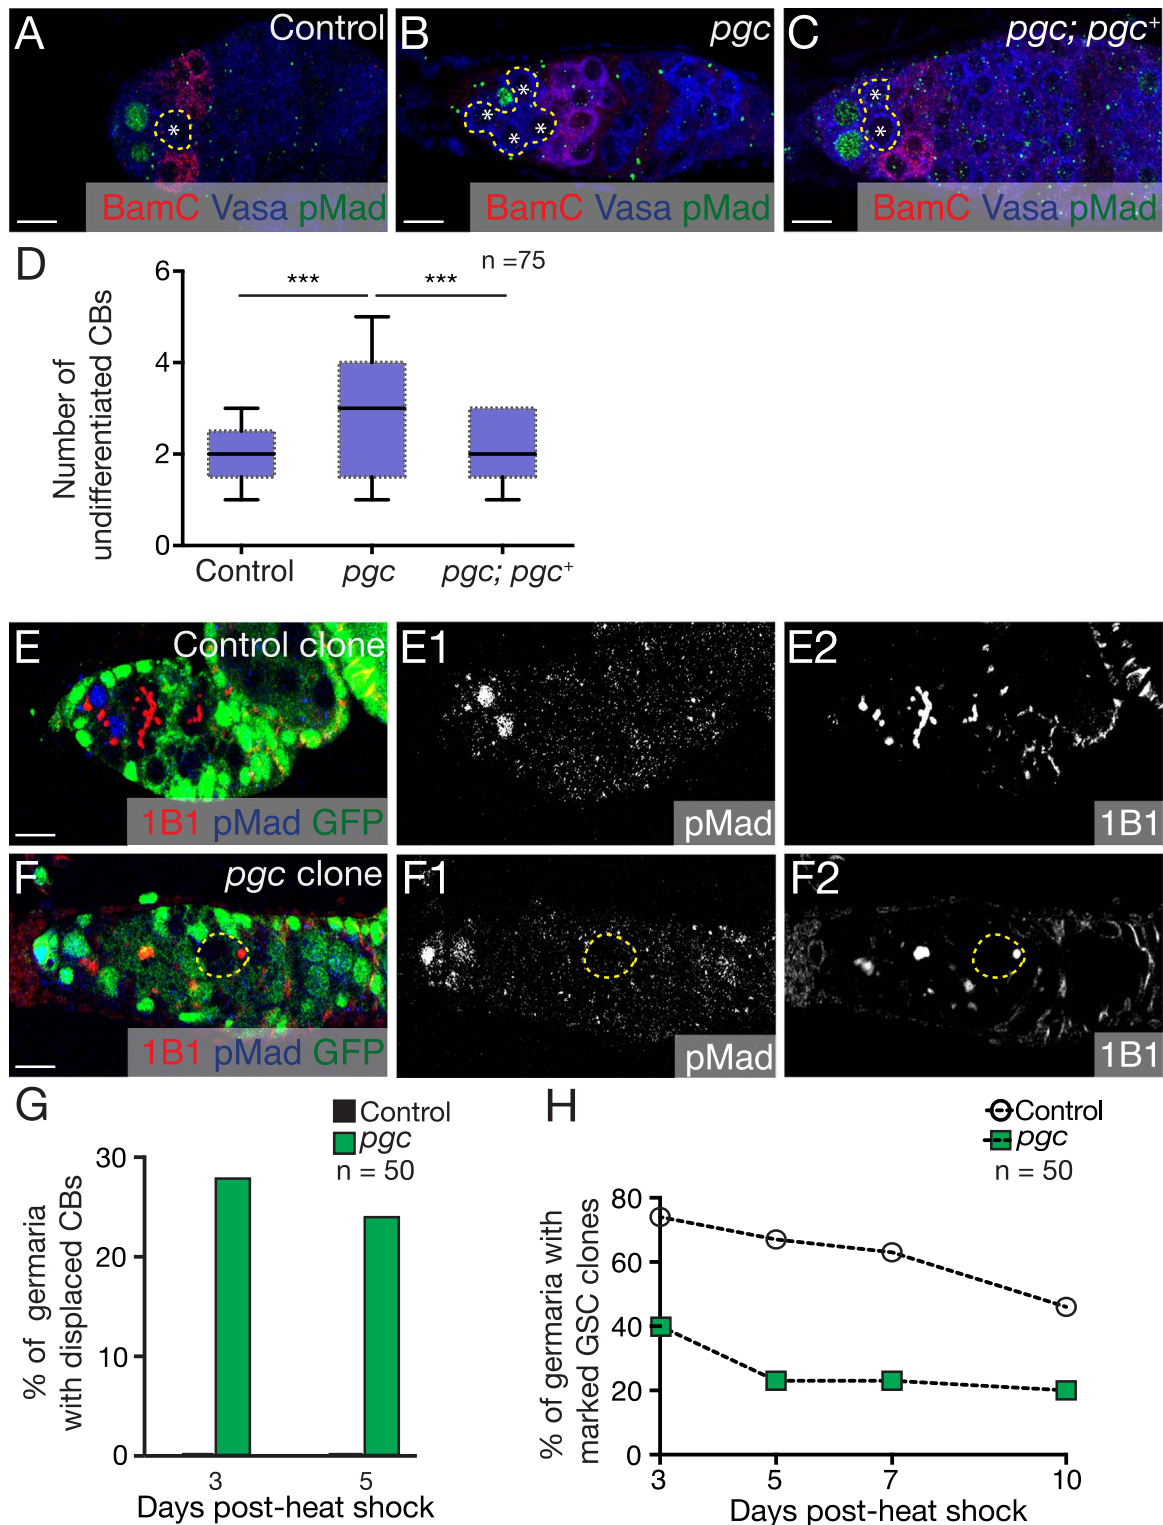 A Control
B pgc
C pgc; pgc+
* * * * * * *
BamC Vasa pMad
BamC Vasa pMad
BamC Vasa pMad
D
n =75
*** ***
Number of
undifferentiated CBs
6
4
2
0
Control pgc pgc; pgc+
E Control clone
E1
E2
1B1 pMad GFP
pMad
1B1
F pgc clone
F1
F2
1B1 pMad GFP
pMad
1B1
G
Control
pgc
n = 50
% of germaria
with displaced CBs
30
20
10
0
3 5
Days post-heat shock
H
Control
pgc
n = 50
% of germaria with
marked GSC clones
80
60
40
20
0
3 5 7 10
Days post-heat shock